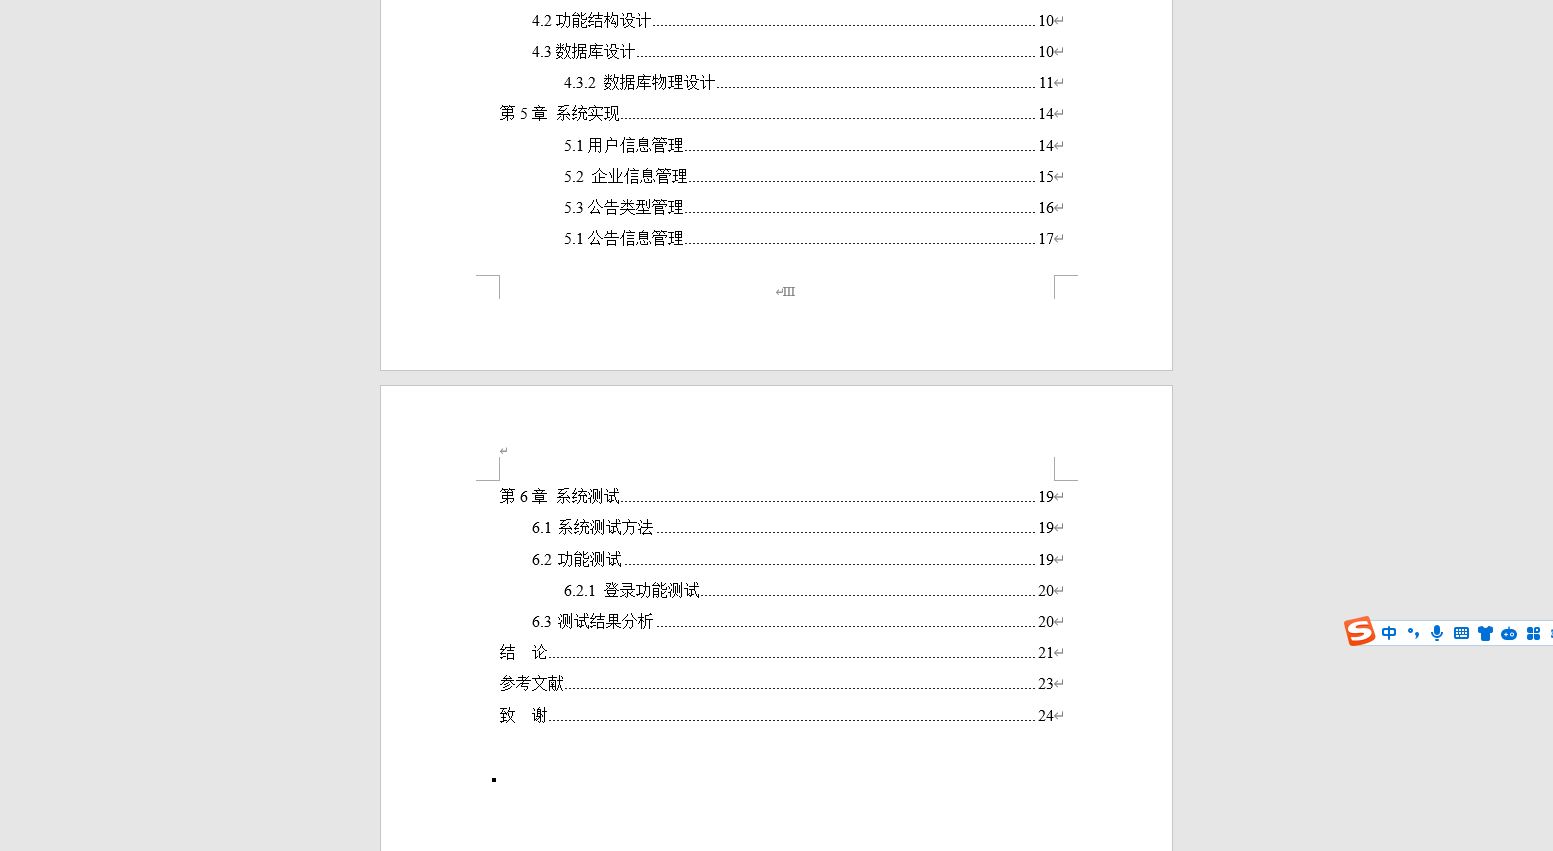 4.2 功能结构设计 10
4.3 数据库设计 10
4.3.2 数据库物理设计 11
第 5 章 系统实现 14
5.1 用户信息管理 14
5.2 企业信息管理 15
5.3 公告类型管理 16
5.1 公告信息管理 17
III
第 6 章 系统测试 19
6.1 系统测试方法 19
6.2 功能测试 19
6.2.1 登录功能测试 20
6.3 测试结果分析 20
结 论 21
参考文献 23
致 谢 24
S 中